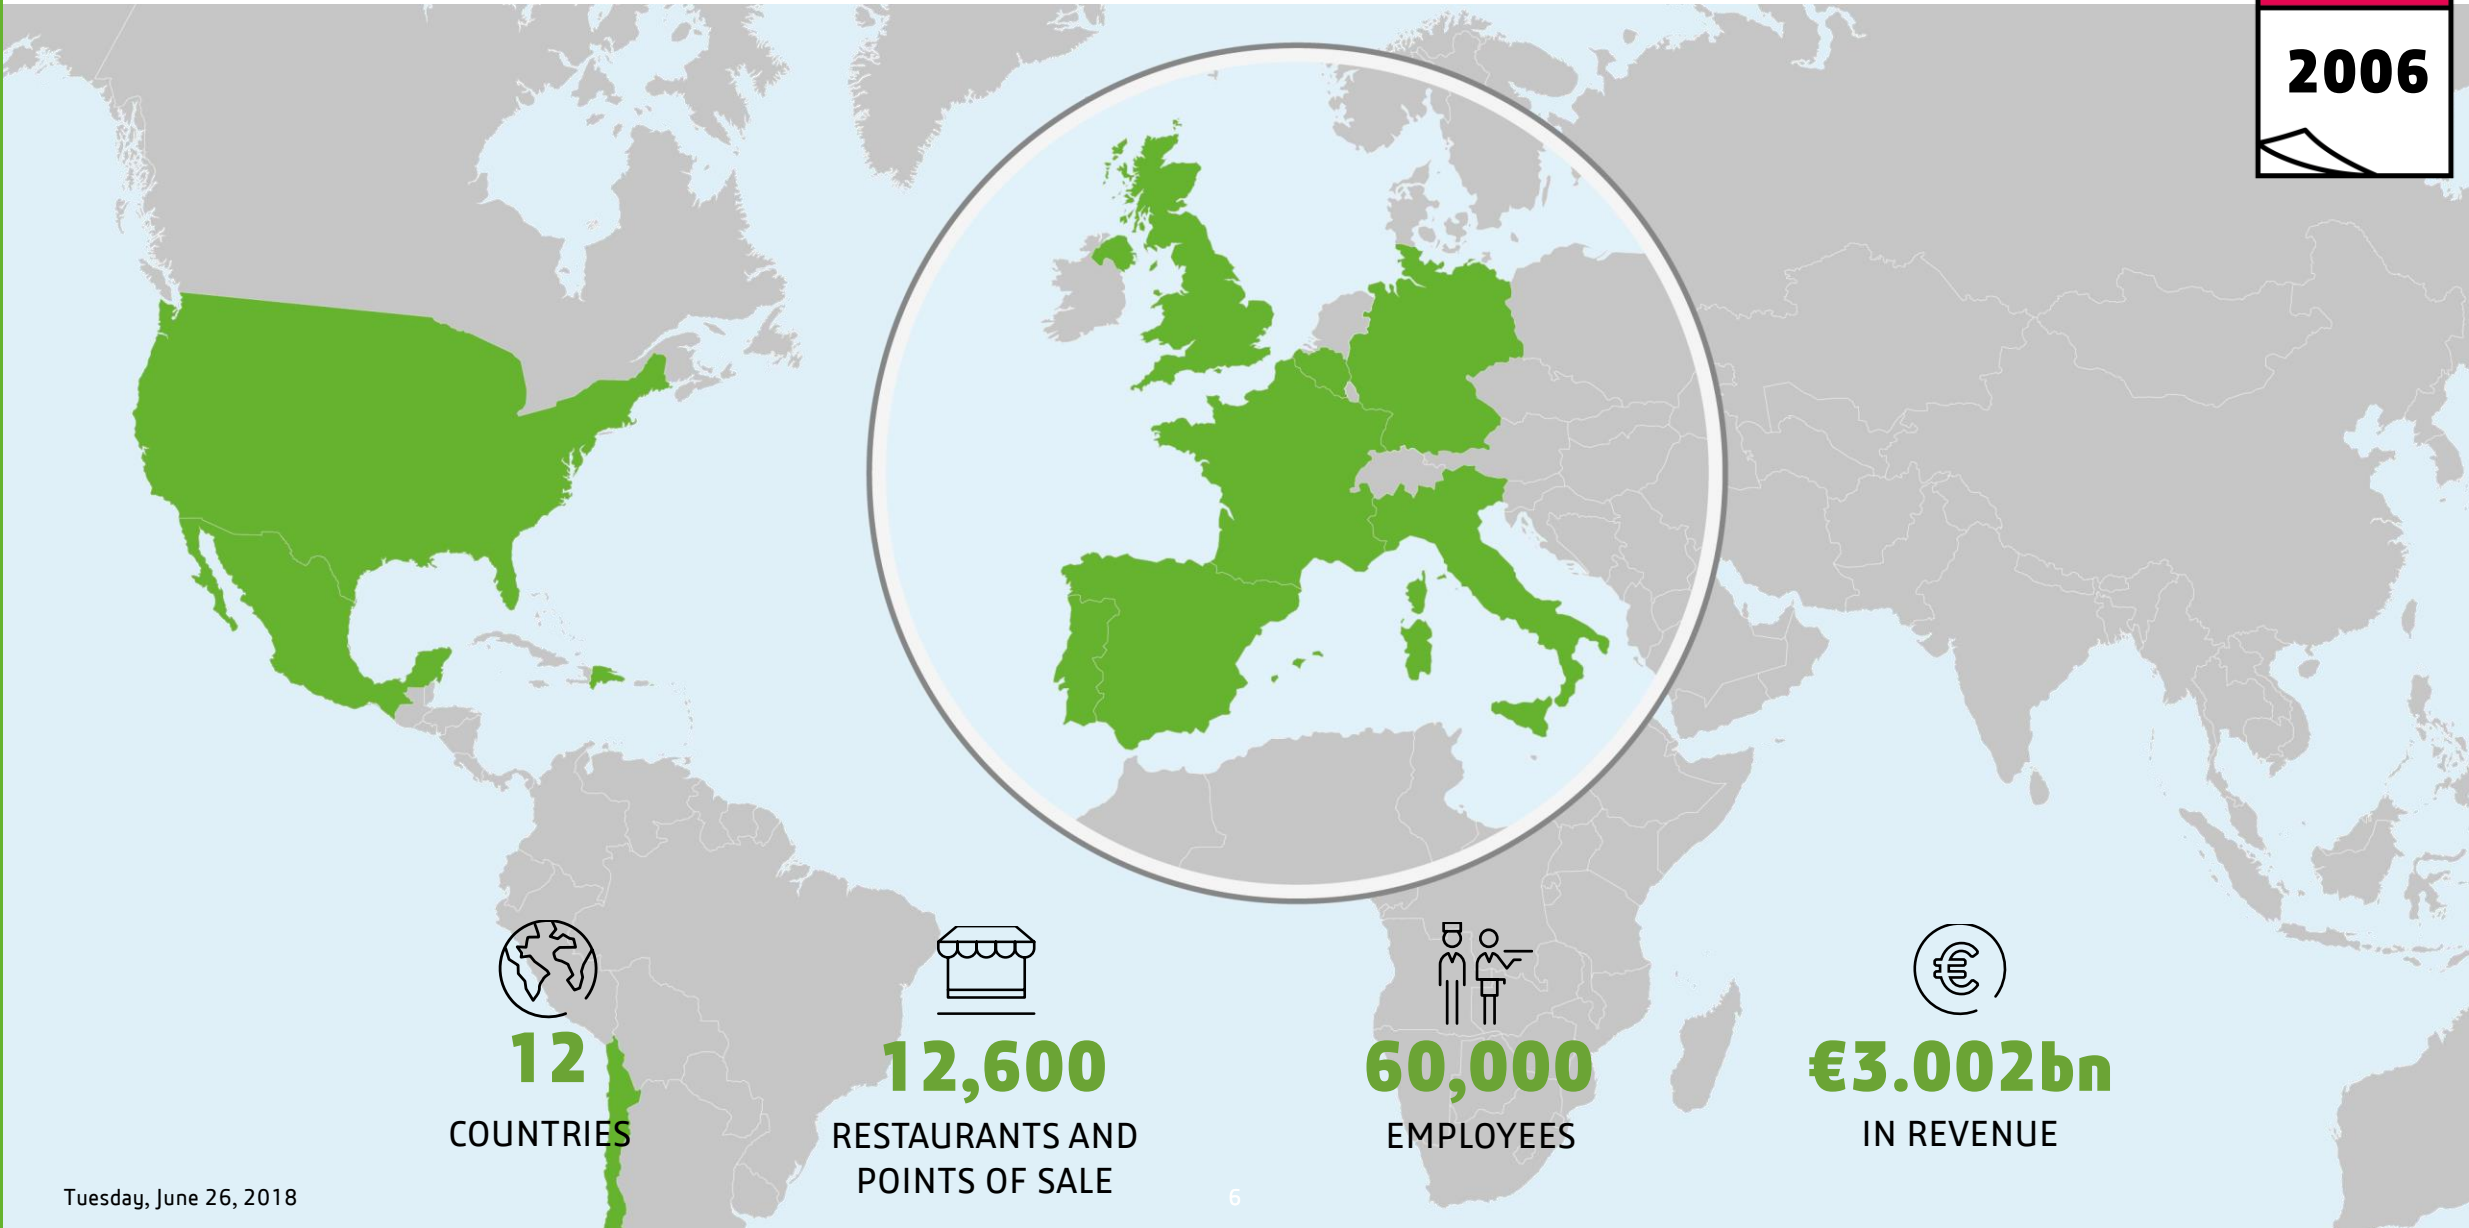 2006
12
COUNTRIES
12,600
RESTAURANTS AND
POINTS OF SALE
60,000
EMPLOYEES
€3.002bn
IN REVENUE
Tuesday, June 26, 2018
6